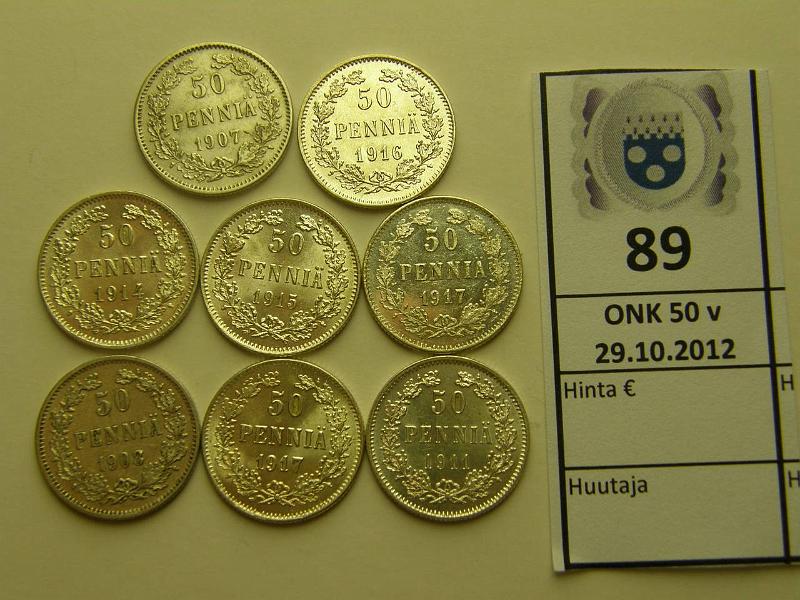 50
PENNIÄ
1907
50
PENNIÄ
1916
50
PENNIÄ
1914
50
PENNIÄ
1915
50
PENNIÄ
1917
50
PENNIÄ
1908
50
PENNIÄ
1917
50
PENNIÄ
1911
89
ONK 50 v
29.10.2012
Hinta €
H
Huutaja
H